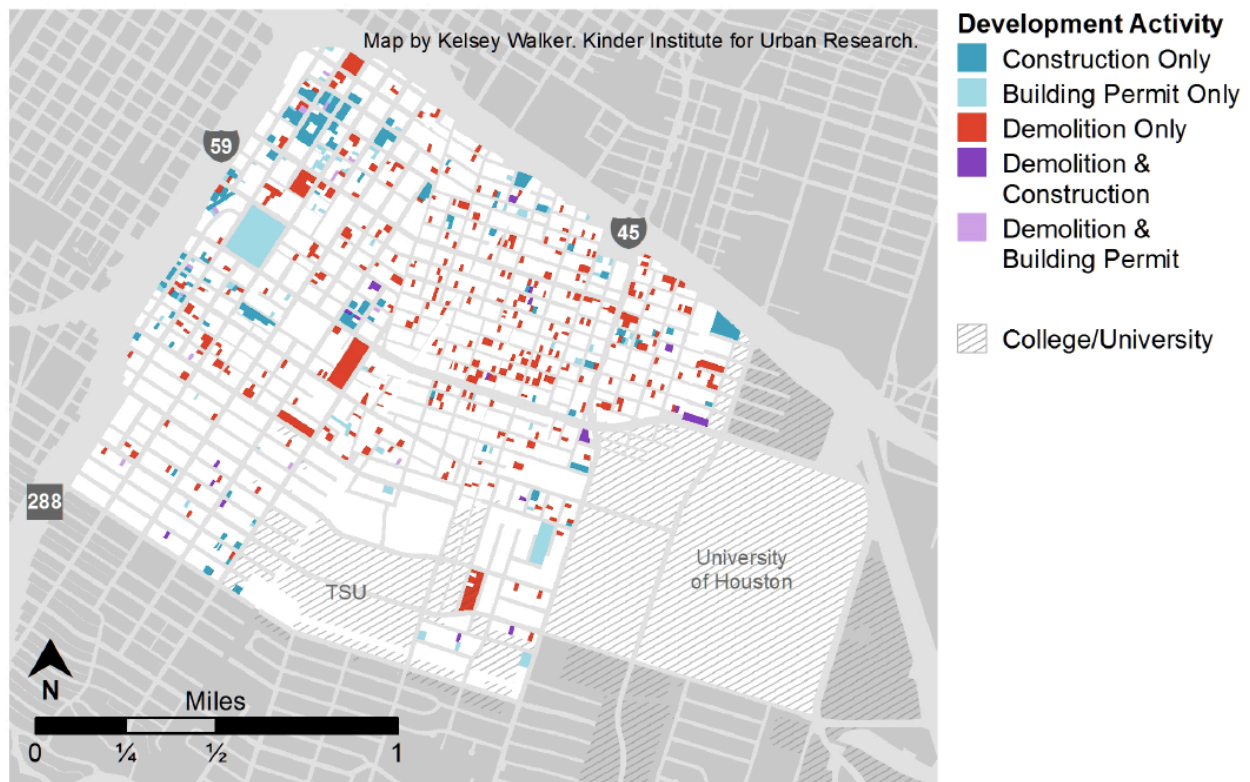 Map by Kelsey Walker. Kinder Institute for Urban Research.
Development Activity
Construction Only
Building Permit Only
Demolition Only
Demolition &
Construction
Demolition &
Building Permit
College/University
59
45
288
University
of Houston
TSU
N
Miles
0 ¼ ½ 1